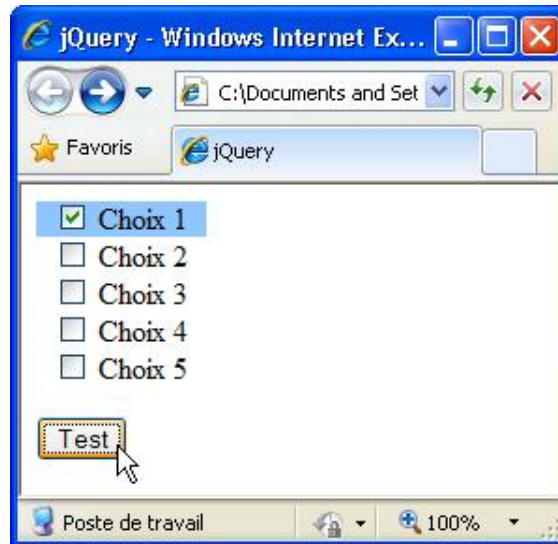 jQuery - Windows Internet Ex...
C:\Documents and Set
Favoris
jQuery
Choix 1
Choix 2
Choix 3
Choix 4
Choix 5
Test
Poste de travail 100%